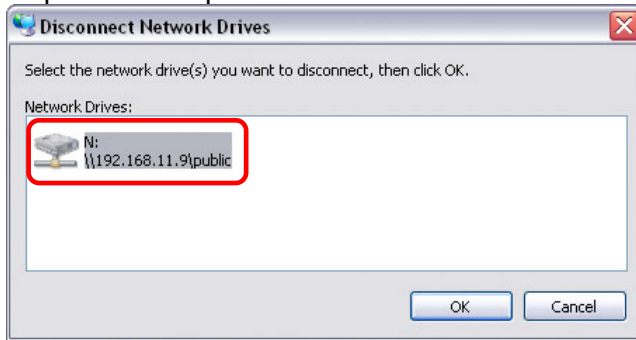 Disconnect Network Drives
Select the network drive(s) you want to disconnect, then click OK.
Network Drives:
N:
\\192.168.11.9\public
OK Cancel